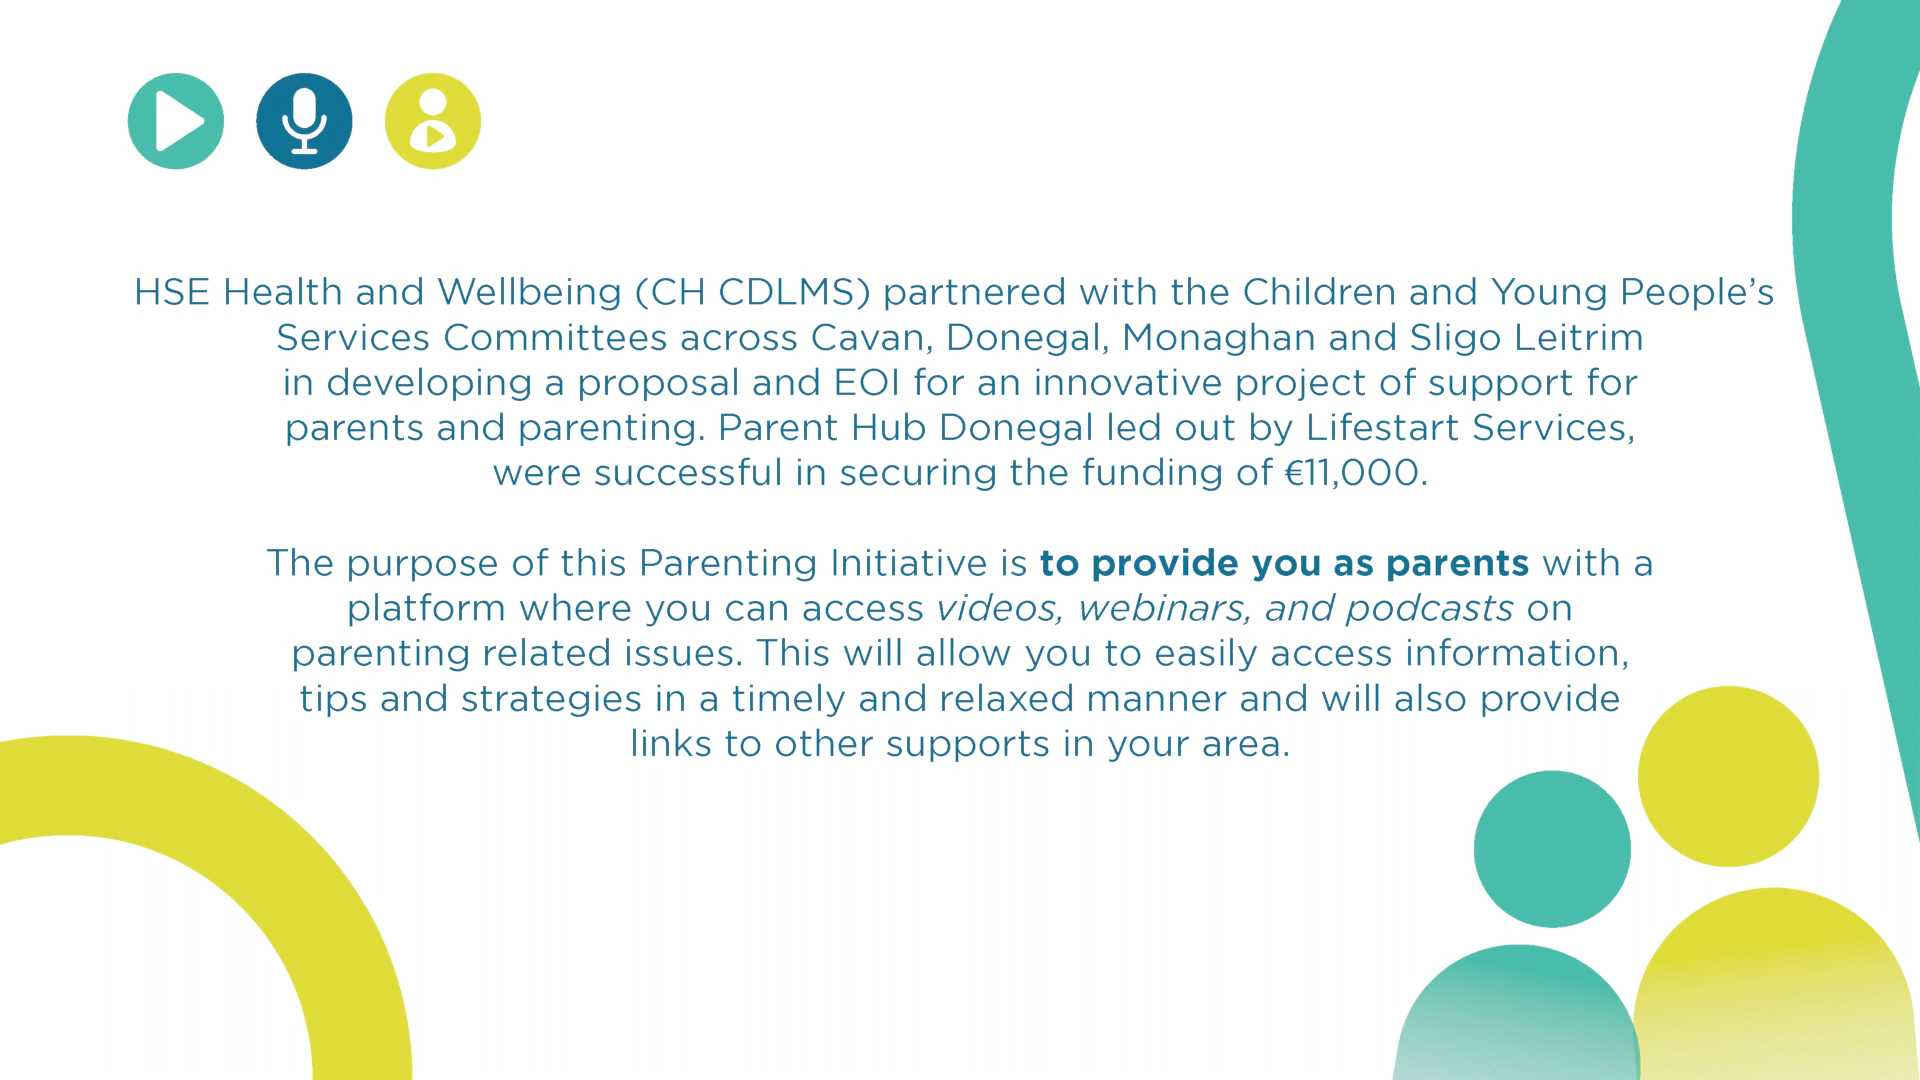 HSE Health and Wellbeing (CH CDLMS) partnered with the Children and Young People’s
Services Committees across Cavan, Donegal, Monaghan and Sligo Leitrim
in developing a proposal and EOI for an innovative project of support for
parents and parenting. Parent Hub Donegal led out by Lifestart Services,
were successful in securing the funding of €11,000.
The purpose of this Parenting Initiative is to provide you as parents with a
platform where you can access videos, webinars, and podcasts on
parenting related issues. This will allow you to easily access information,
tips and strategies in a timely and relaxed manner and will also provide
links to other supports in your area.